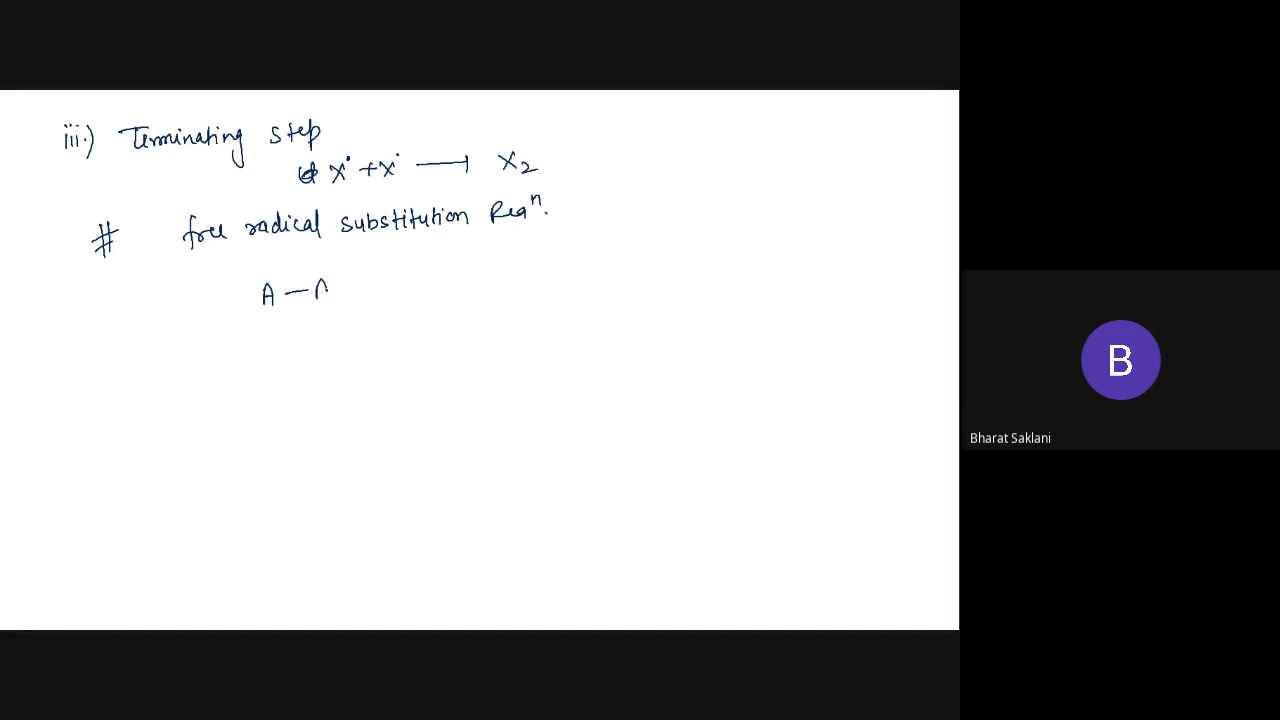 iii.) Terminating step
X˙ + X˙ ⟶ X₂
# free radical substitution Reaⁿ.
A —
B
Bharat Saklani